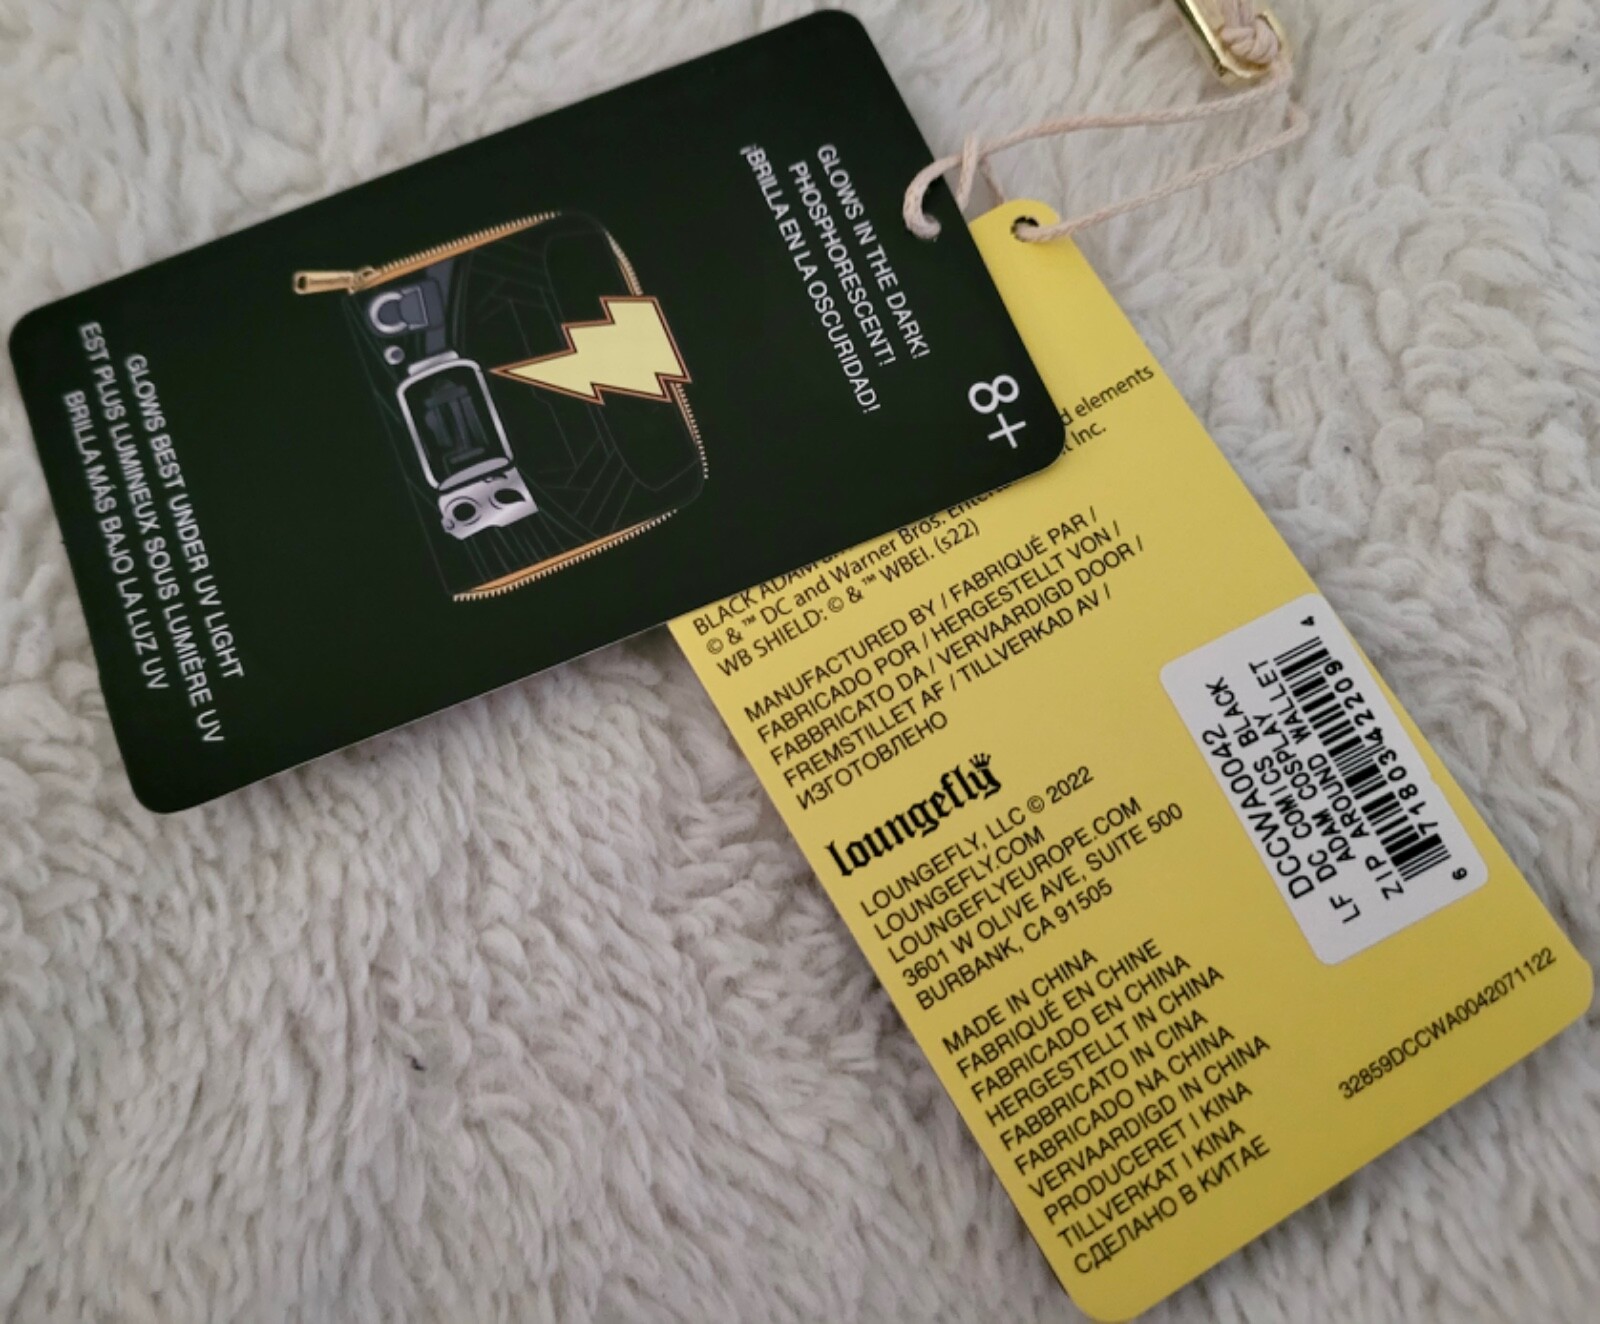 GLOWS IN THE DARK!
PHOSPHORESCENT!
¡BRILLA EN LA OSCURIDAD!
8+
GLOWS BEST UNDER UV LIGHT
EST PLUS LUMINEUX SOUS LUMIÈRE UV
BRILLA MÁS BAJO LA LUZ UV
elements
Inc.
BLACK ADAM
© & ™ DC and Warner Bros.
WB SHIELD: © & ™ WBEI. (s22)
MANUFACTURED BY / FABRIQUÉ PAR /
FABRICADO POR / HERGESTELLT VON /
FABBRICATO DA / VERVAARDIGD DOOR /
FREMSTILLET AF / TILLVERKAD AV /
ИЗГОТОВЛЕНО
loungefly
LOUNGEFLY, LLC © 2022
LOUNGEFLY.COM
LOUNGEFLYEUROPE.COM
3601 W OLIVE AVE, SUITE 500
BURBANK, CA 91505
MADE IN CHINA
FABRIQUÉ EN CHINE
FABRICADO EN CHINA
HERGESTELLT IN CHINA
FABBRICATO IN CINA
FABRICADO NA CHINA
VERVAARDIGD IN CHINA
PRODUCERET I KINA
TILLVERKAT I KINA
СДЕЛАНО В КИТАЕ
DCCWA0042
LF DC COMICS BLACK
ADAM COSPLAY
ZIP AROUND WALLET
6 71803 42209 4
32859DCCWA0042071122